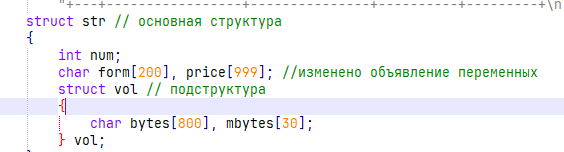 "+---+-----------------+----------------+----------+---------+\n
struct str // основная структура
{
int num;
char form[200], price[999]; //изменено объявление переменных
struct vol // подструктура
{
char bytes[800], mbytes[30];
} vol;